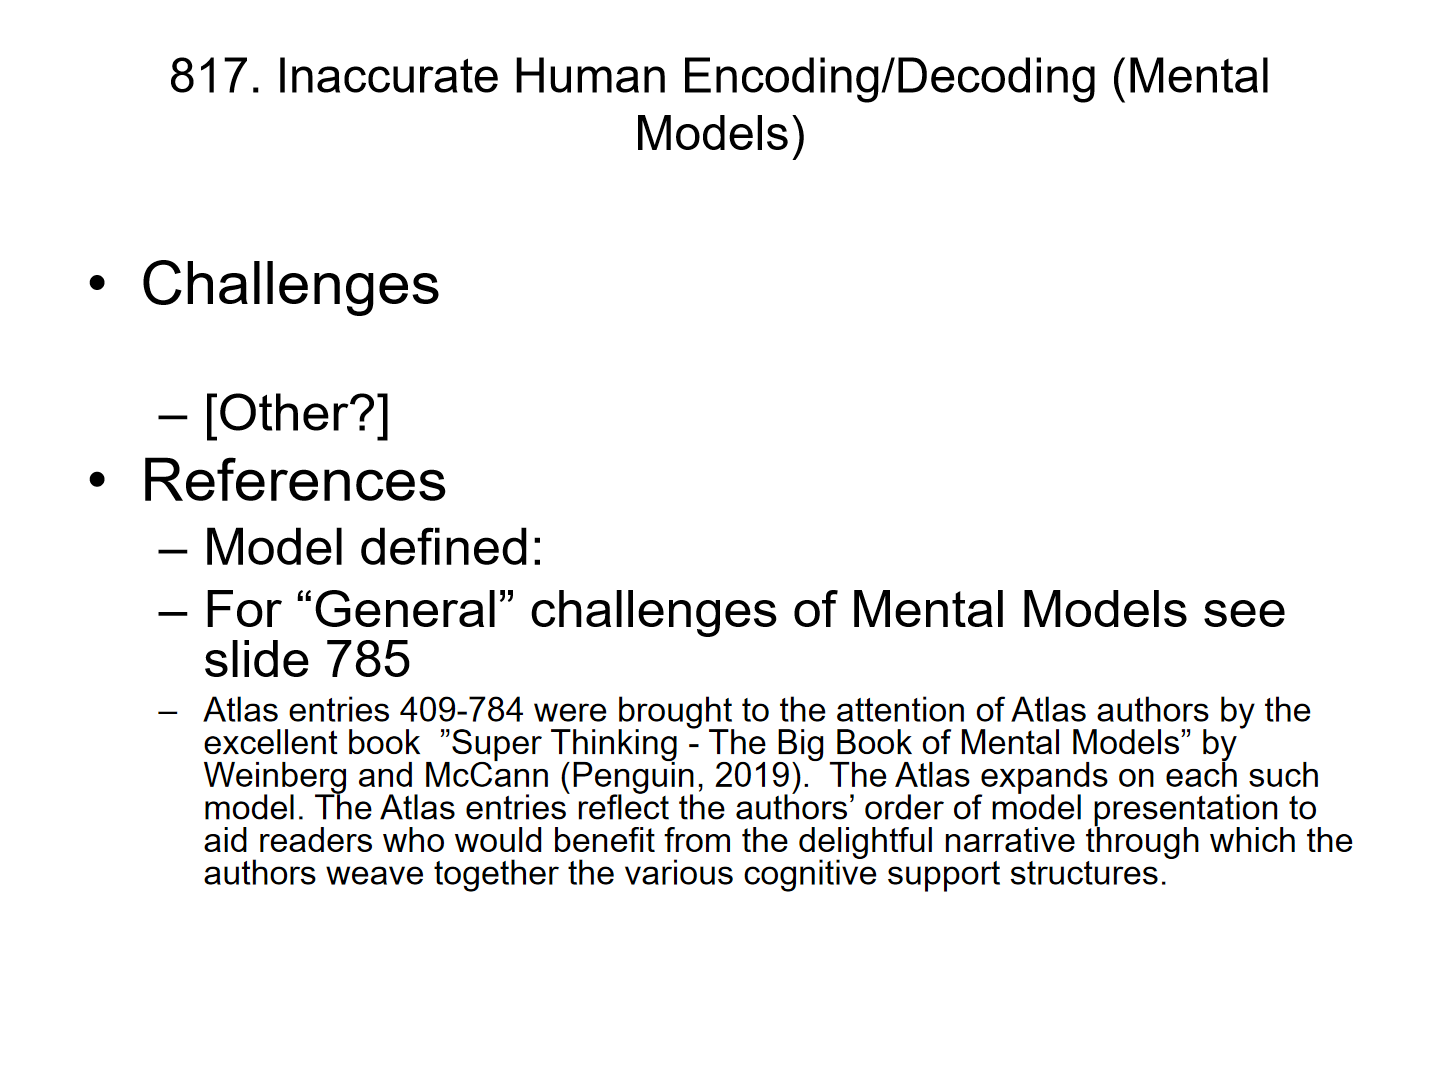 817. Inaccurate Human Encoding/Decoding (Mental
Models)
• Challenges
– [Other?]
• References
– Model defined:
– For “General” challenges of Mental Models see
slide 785
– Atlas entries 409-784 were brought to the attention of Atlas authors by the
excellent book  ”Super Thinking - The Big Book of Mental Models” by
Weinberg and McCann (Penguin, 2019).  The Atlas expands on each such
model. The Atlas entries reflect the authors’ order of model presentation to
aid readers who would benefit from the delightful narrative through which the
authors weave together the various cognitive support structures.